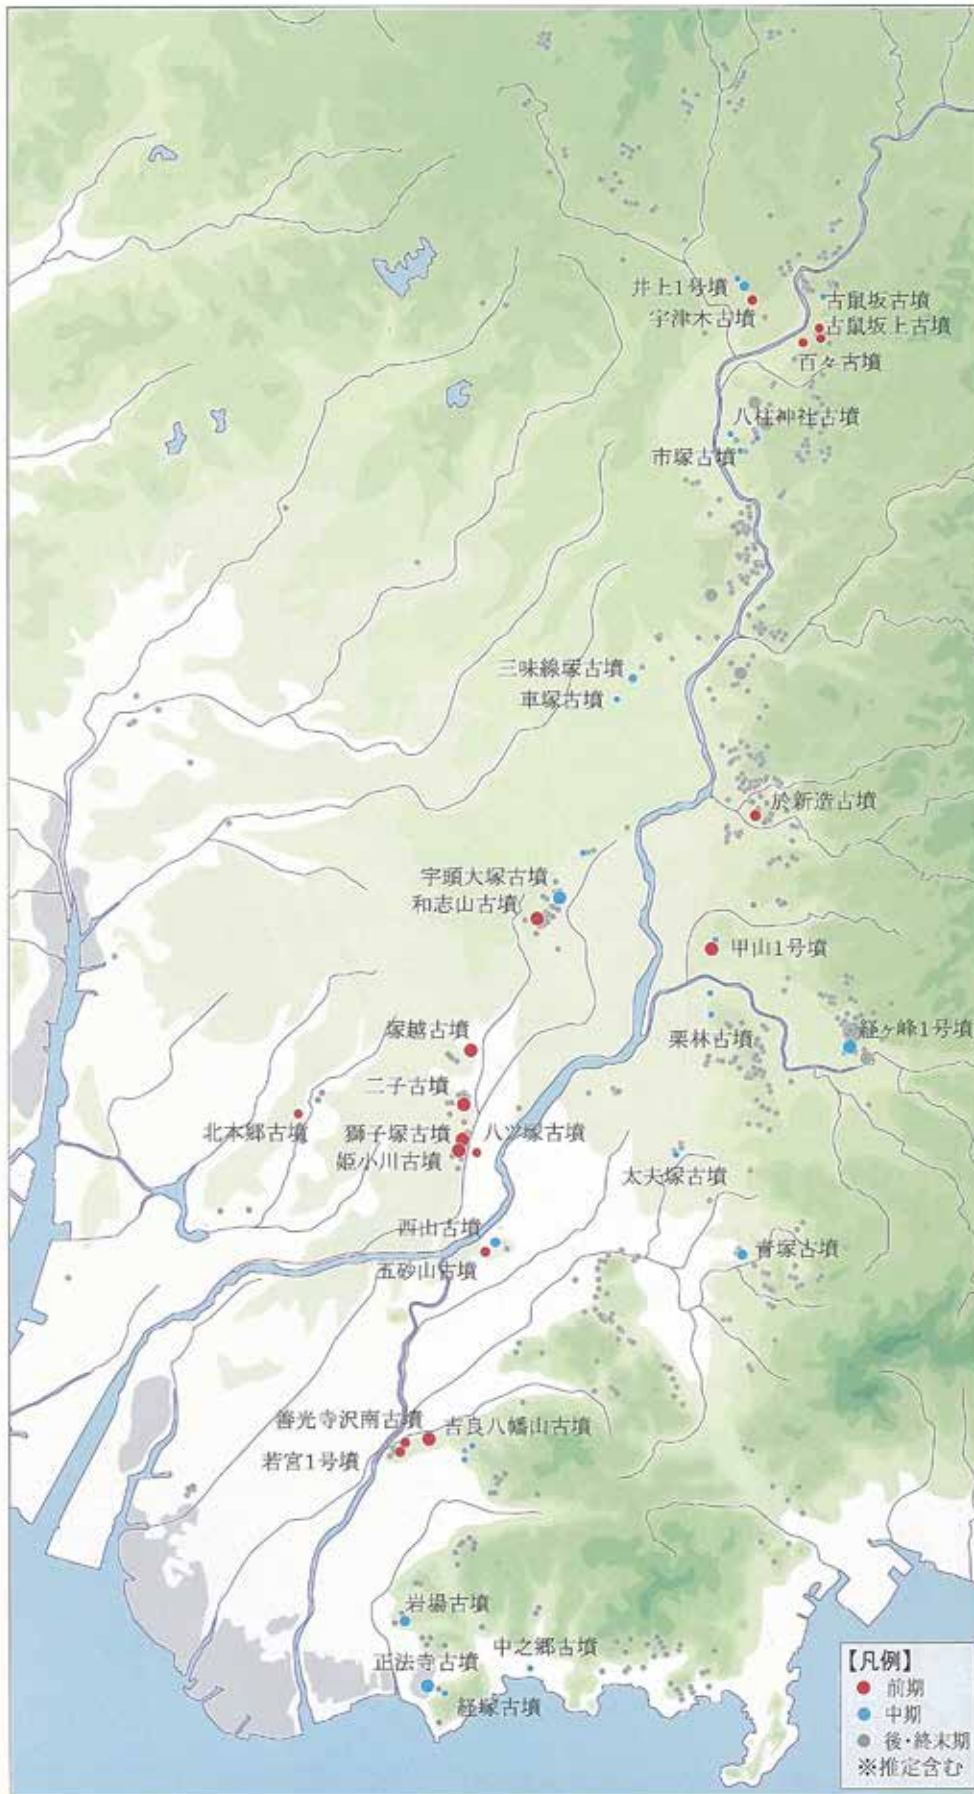 井上1号墳
宇津木古墳
古鼠坂古墳
古鼠坂上古墳
百々古墳
八柱神社古墳
市塚古墳
三味線塚古墳
車塚古墳
於新造古墳
宇頭大塚古墳
和志山古墳
甲山1号墳
塚越古墳
栗林古墳
経ヶ峰1号墳
二子古墳
北本郷古墳
獅子塚古墳
八ツ塚古墳
姫小川古墳
太夫塚古墳
西山古墳
五砂山古墳
青塚古墳
善光寺沢南古墳
吉良八幡山古墳
若宮1号墳
岩場古墳
正法寺古墳
中之郷古墳
経塚古墳
【凡例】
前期
中期
後・終末期
※推定含む